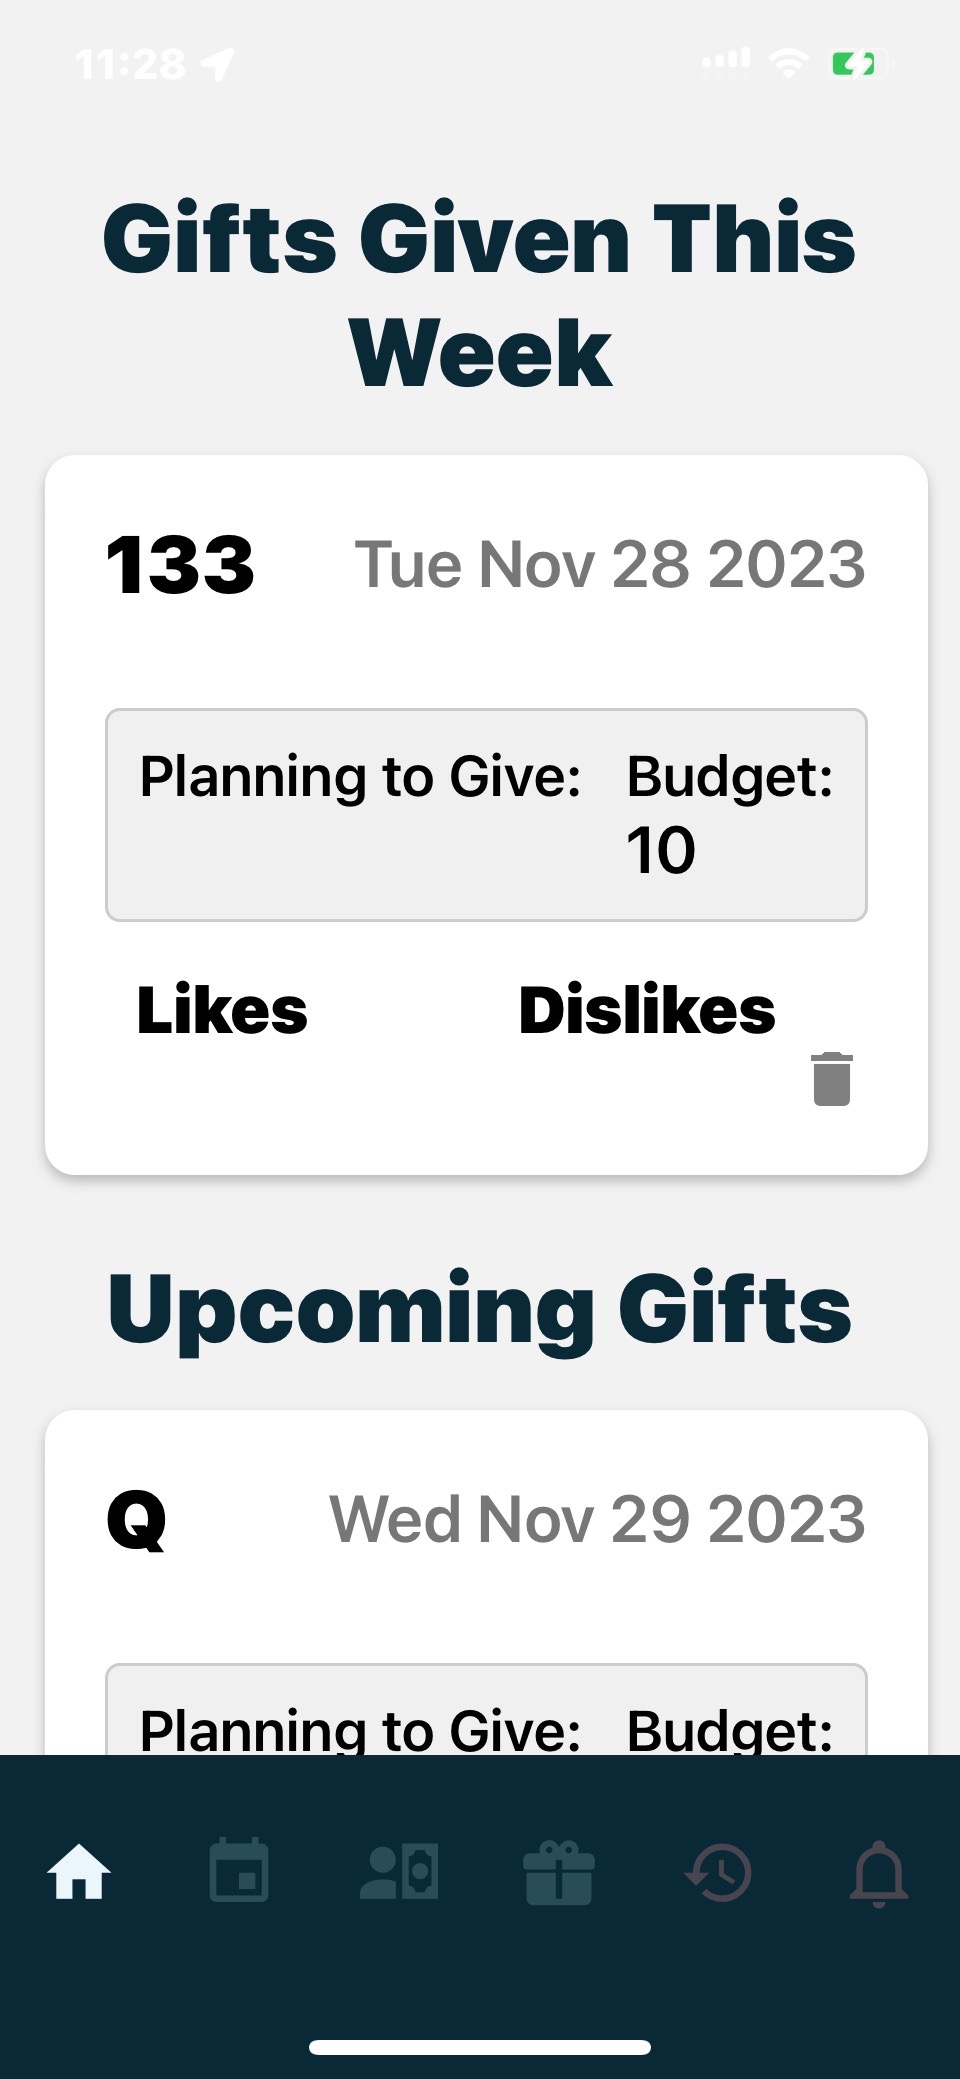 11:28
Gifts Given This
Week
133 Tue Nov 28 2023
Planning to Give: Budget:
10
Likes Dislikes
Upcoming Gifts
Q Wed Nov 29 2023
Planning to Give: Budget: